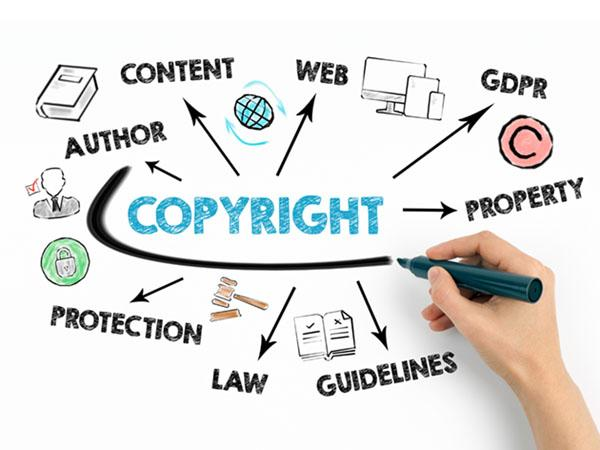 CONTENT
WEB
GDPR
AUTHOR
C
COPYRIGHT
PROPERTY
PROTECTION
LAW
GUIDELINES